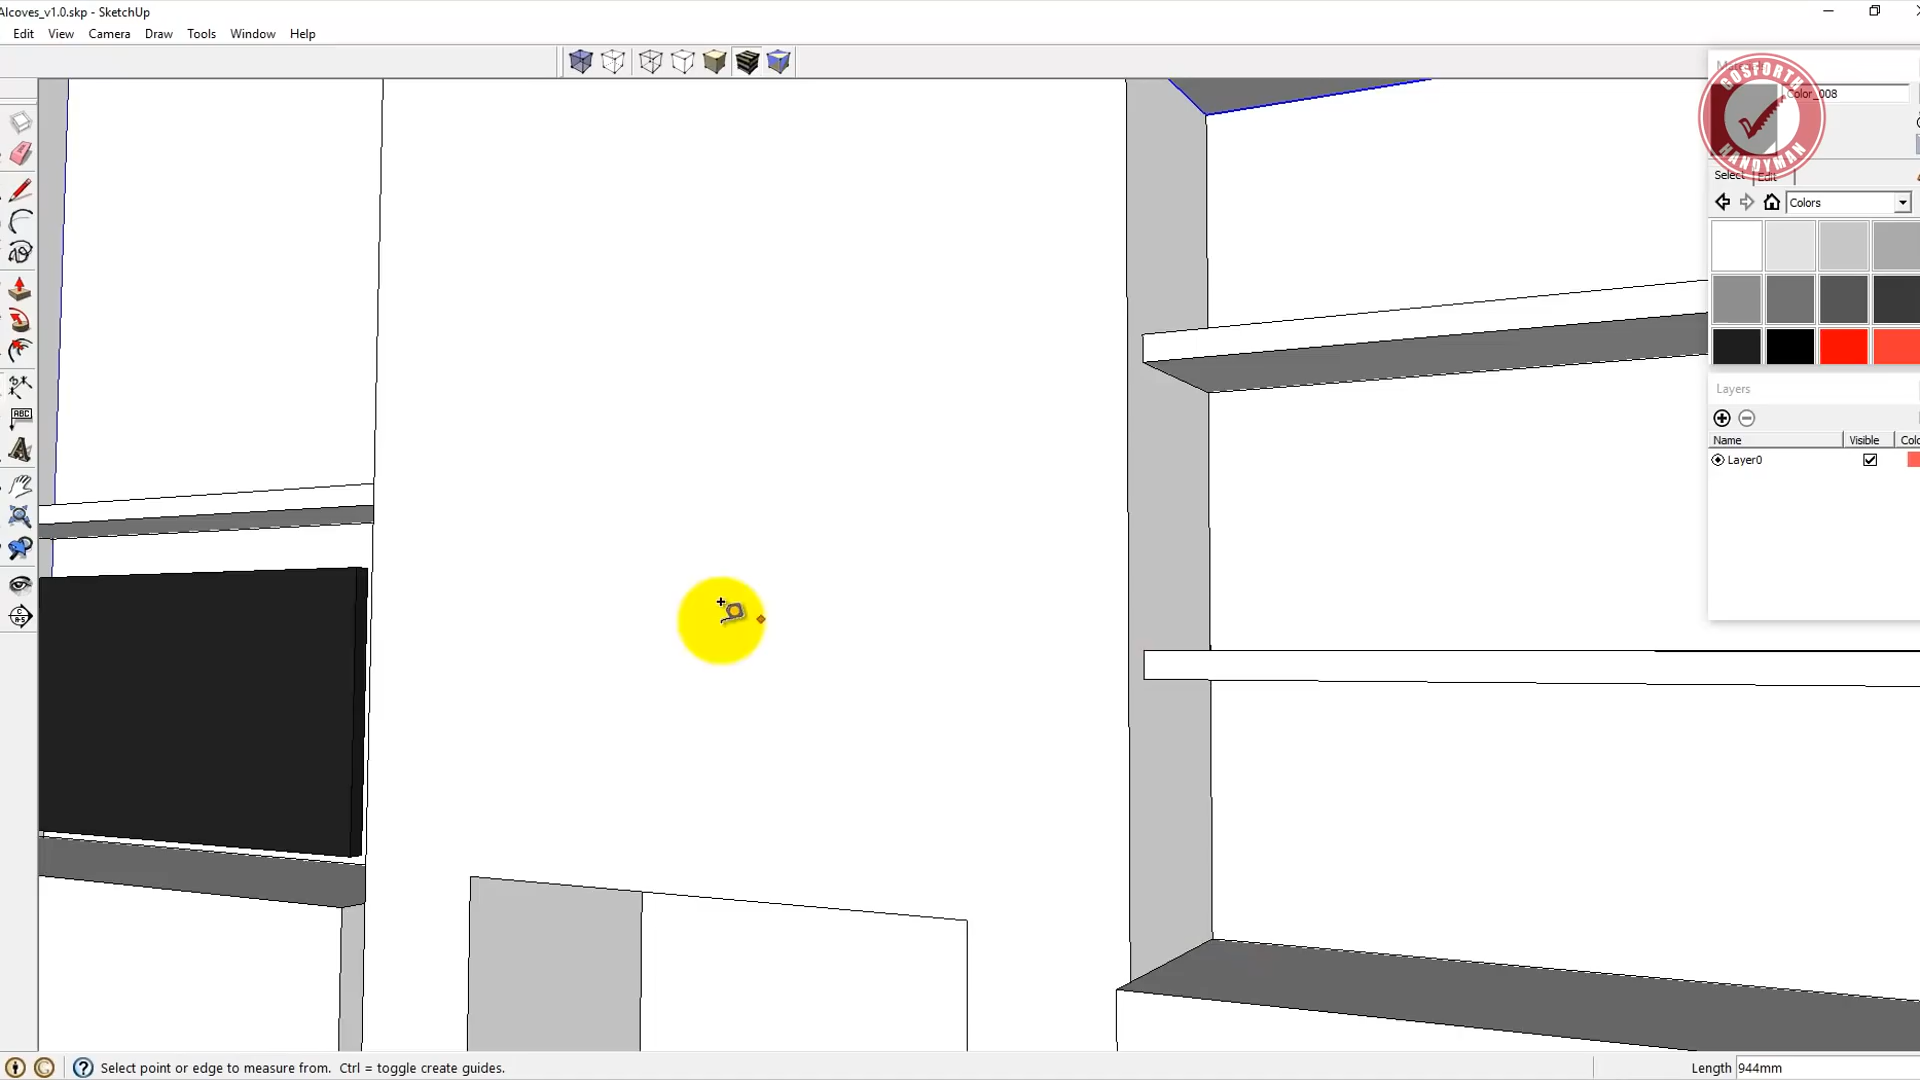 Alcoves_v1.0.skp - SketchUp
Edit View Camera Draw Tools Window Help
GOSFORTH
HANDYMAN
Color_008
Select Edit
Colors
ABC
Layers
Name Visible
Layer0
Select point or edge to measure from. Ctrl = toggle create guides.
Length 944mm